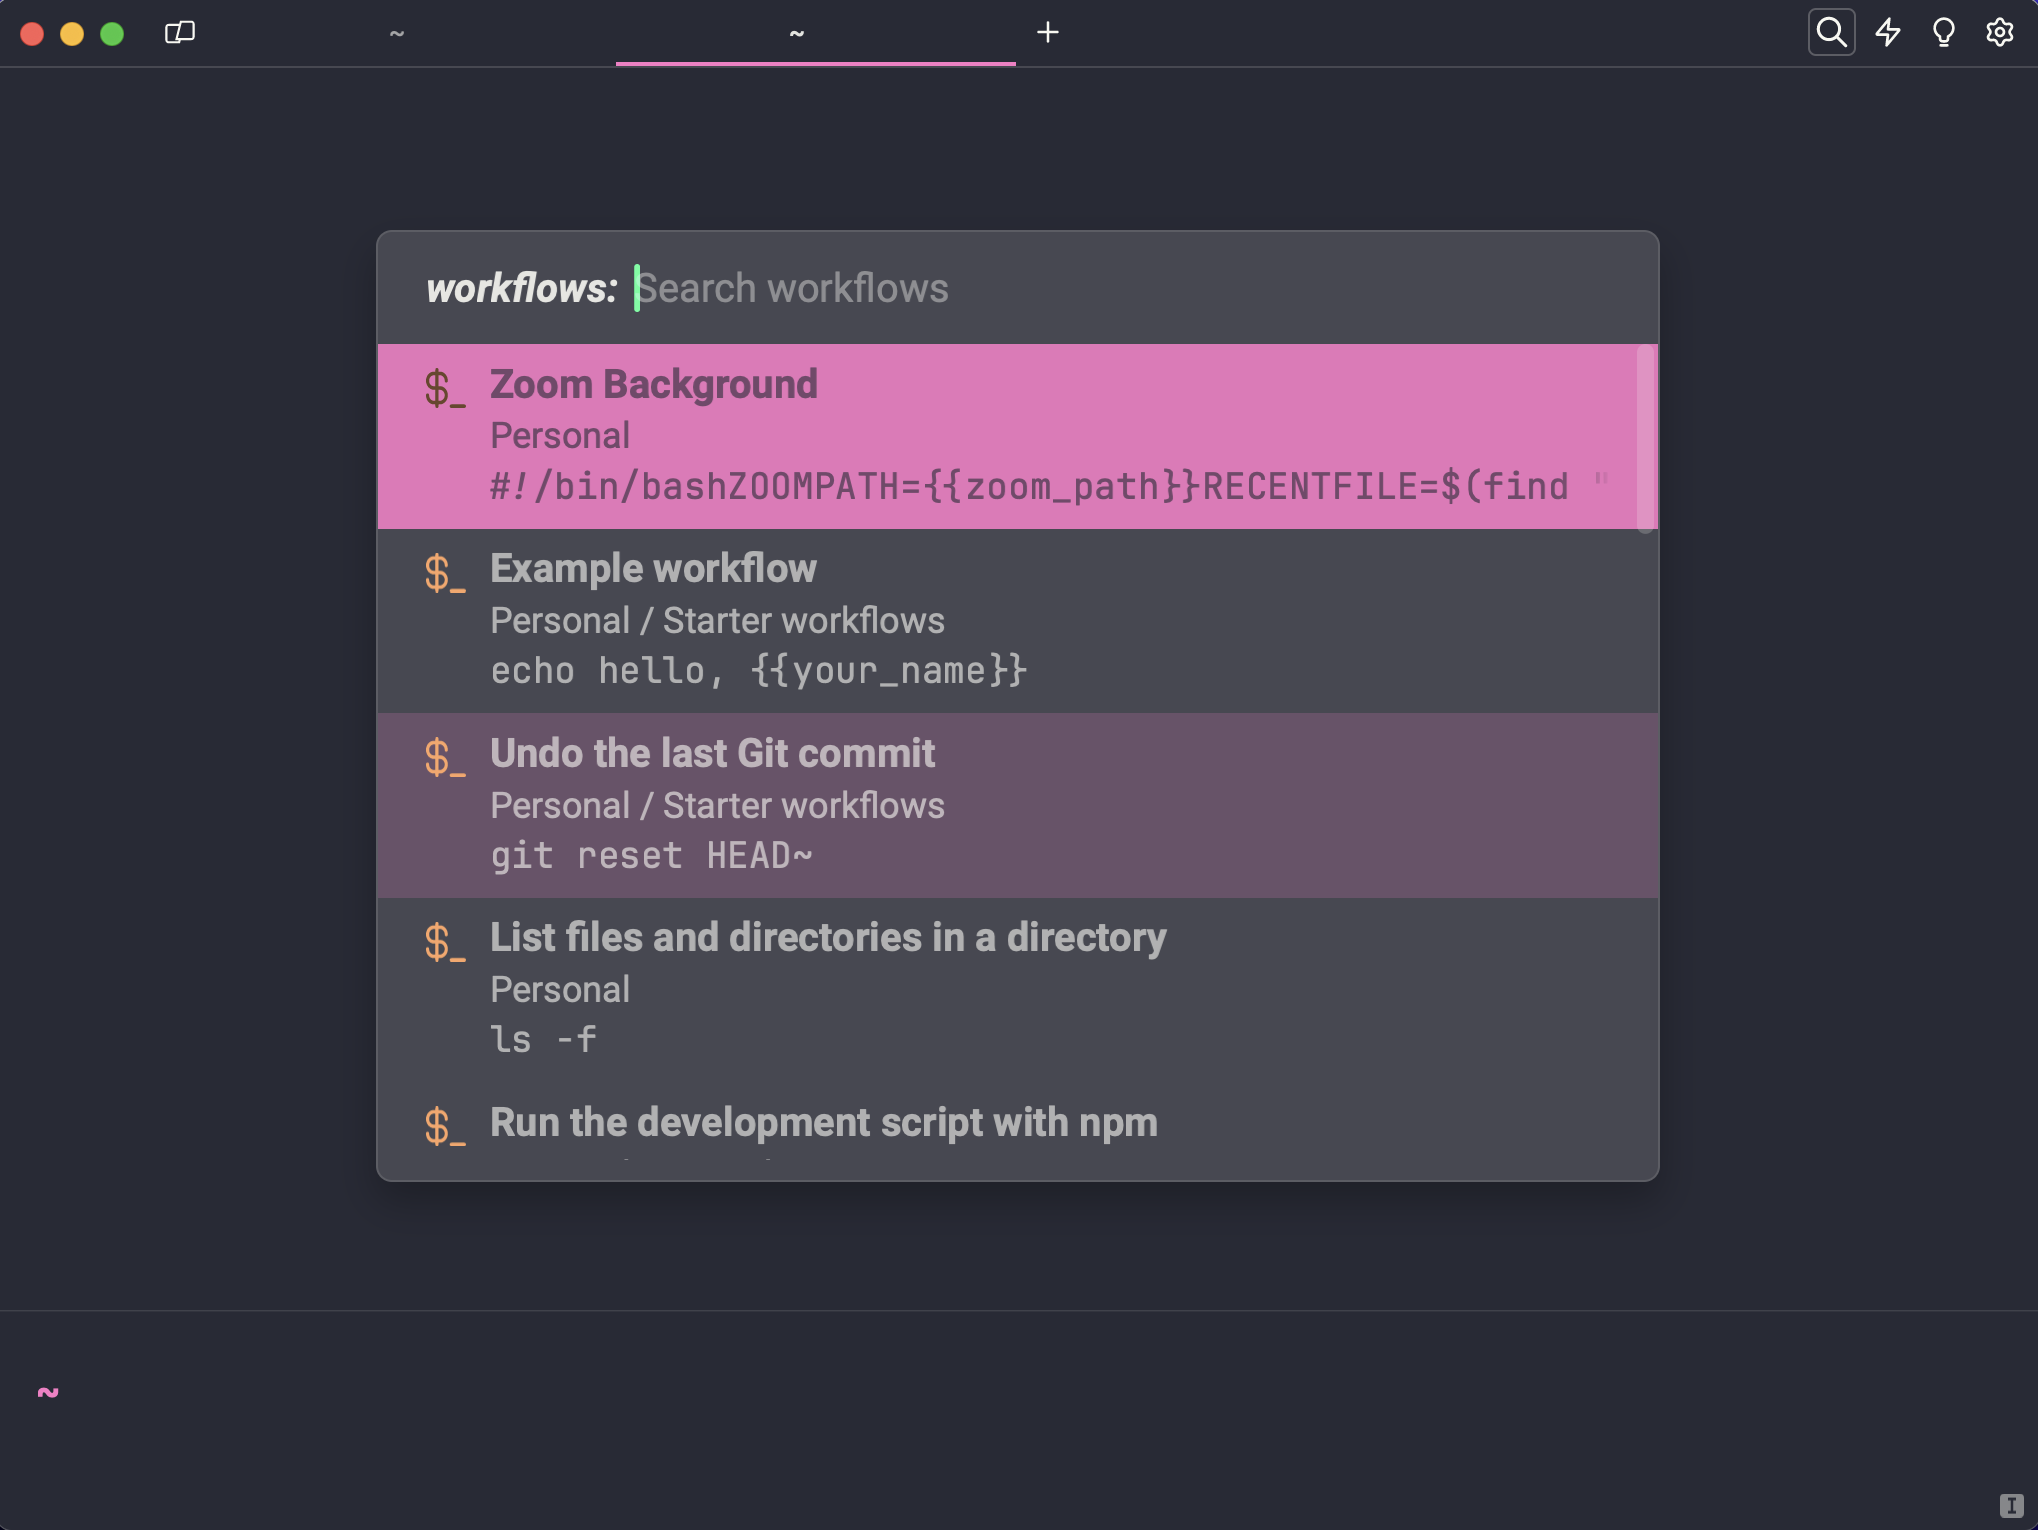 ~
~
workflows: Search workflows
$_ Zoom Background
Personal
#!/bin/bashZOOMPATH={{zoom_path}}RECENTFILE=$(find "
$_ Example workflow
Personal / Starter workflows
echo hello, {{your_name}}
$_ Undo the last Git commit
Personal / Starter workflows
git reset HEAD~
$_ List files and directories in a directory
Personal
ls -f
$_ Run the development script with npm
~